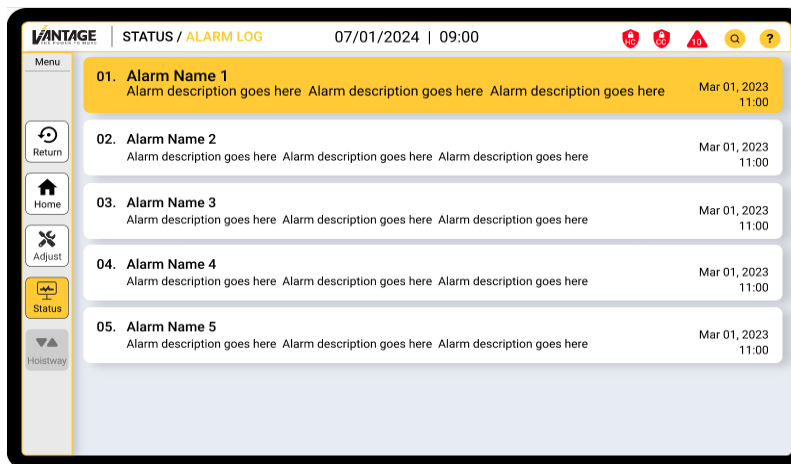 VANTAGE
THE POWER TO MOVE
STATUS / ALARM LOG
07/01/2024 | 09:00
HC
CC
10
?
Menu
Return
Home
Adjust
Status
Hoistway
01. Alarm Name 1
Alarm description goes here Alarm description goes here Alarm description goes here
Mar 01, 2023
11:00
02. Alarm Name 2
Alarm description goes here Alarm description goes here Alarm description goes here
Mar 01, 2023
11:00
03. Alarm Name 3
Alarm description goes here Alarm description goes here Alarm description goes here
Mar 01, 2023
11:00
04. Alarm Name 4
Alarm description goes here Alarm description goes here Alarm description goes here
Mar 01, 2023
11:00
05. Alarm Name 5
Alarm description goes here Alarm description goes here Alarm description goes here
Mar 01, 2023
11:00